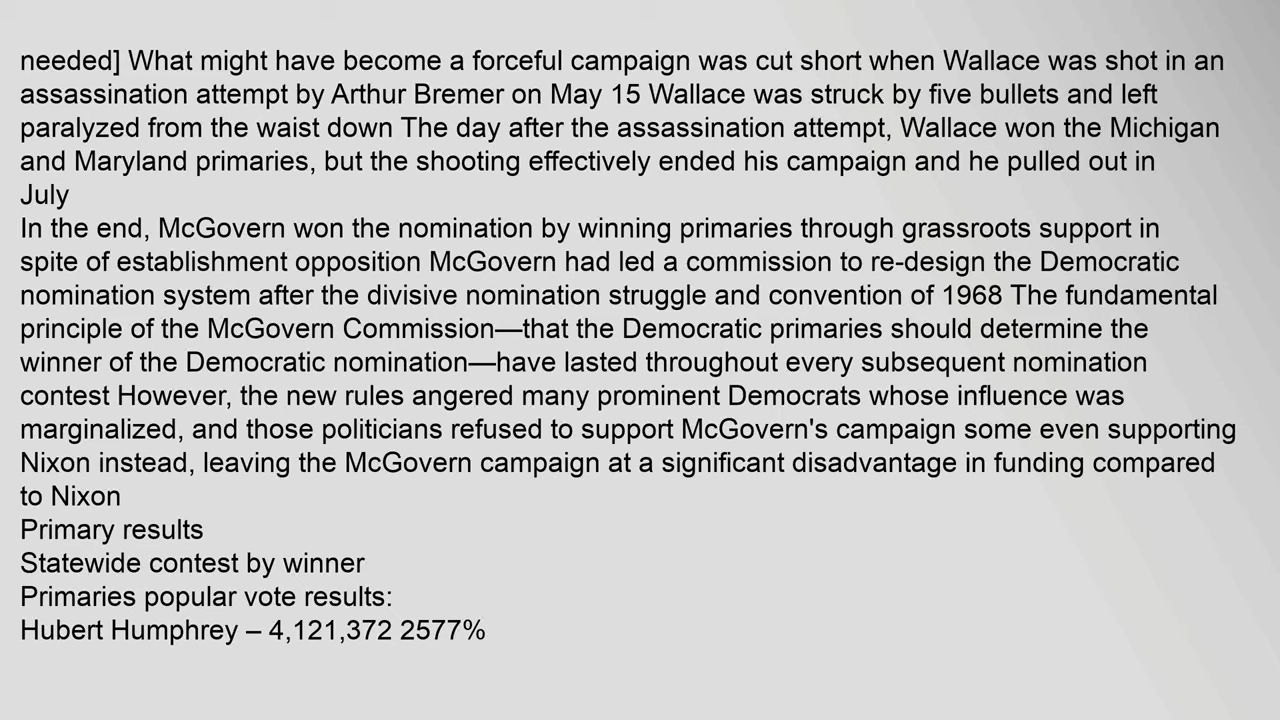 needed] What might have become a forceful campaign was cut short when Wallace was shot in an
assassination attempt by Arthur Bremer on May 15 Wallace was struck by five bullets and left
paralyzed from the waist down The day after the assassination attempt, Wallace won the Michigan
and Maryland primaries, but the shooting effectively ended his campaign and he pulled out in
July
In the end, McGovern won the nomination by winning primaries through grassroots support in
spite of establishment opposition McGovern had led a commission to re-design the Democratic
nomination system after the divisive nomination struggle and convention of 1968 The fundamental
principle of the McGovern Commission—that the Democratic primaries should determine the
winner of the Democratic nomination—have lasted throughout every subsequent nomination
contest However, the new rules angered many prominent Democrats whose influence was
marginalized, and those politicians refused to support McGovern's campaign some even supporting
Nixon instead, leaving the McGovern campaign at a significant disadvantage in funding compared
to Nixon
Primary results
Statewide contest by winner
Primaries popular vote results:
Hubert Humphrey – 4,121,372 2577%